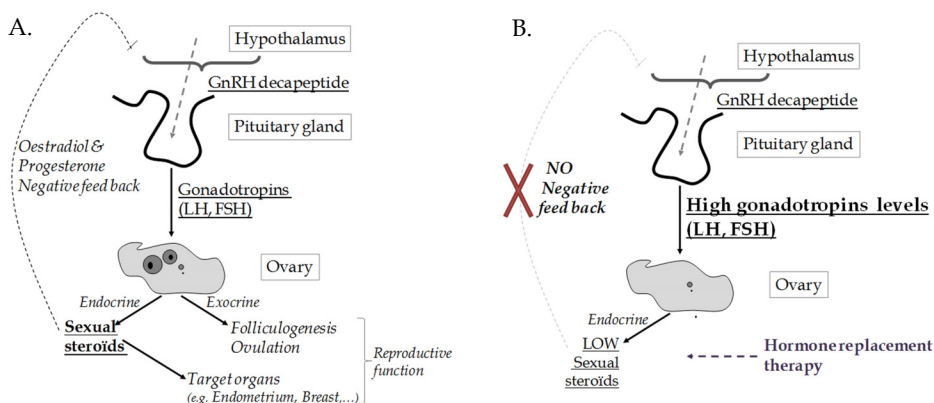 A.
Hypothalamus
GnRH decapeptide
Pituitary gland
Oestradiol &
Progesterone
Negative feed back
Gonadotropins
(LH, FSH)
Ovary
Endocrine
Exocrine
Sexual
steroïds
Folliculogenesis
Ovulation
Target organs
(e.g. Endometrium, Breast,...)
Reproductive
function
B.
Hypothalamus
GnRH decapeptide
Pituitary gland
NO
Negative
feed back
High gonadotropins levels
(LH, FSH)
Ovary
Endocrine
LOW
Sexual
steroïds
Hormone replacement
therapy